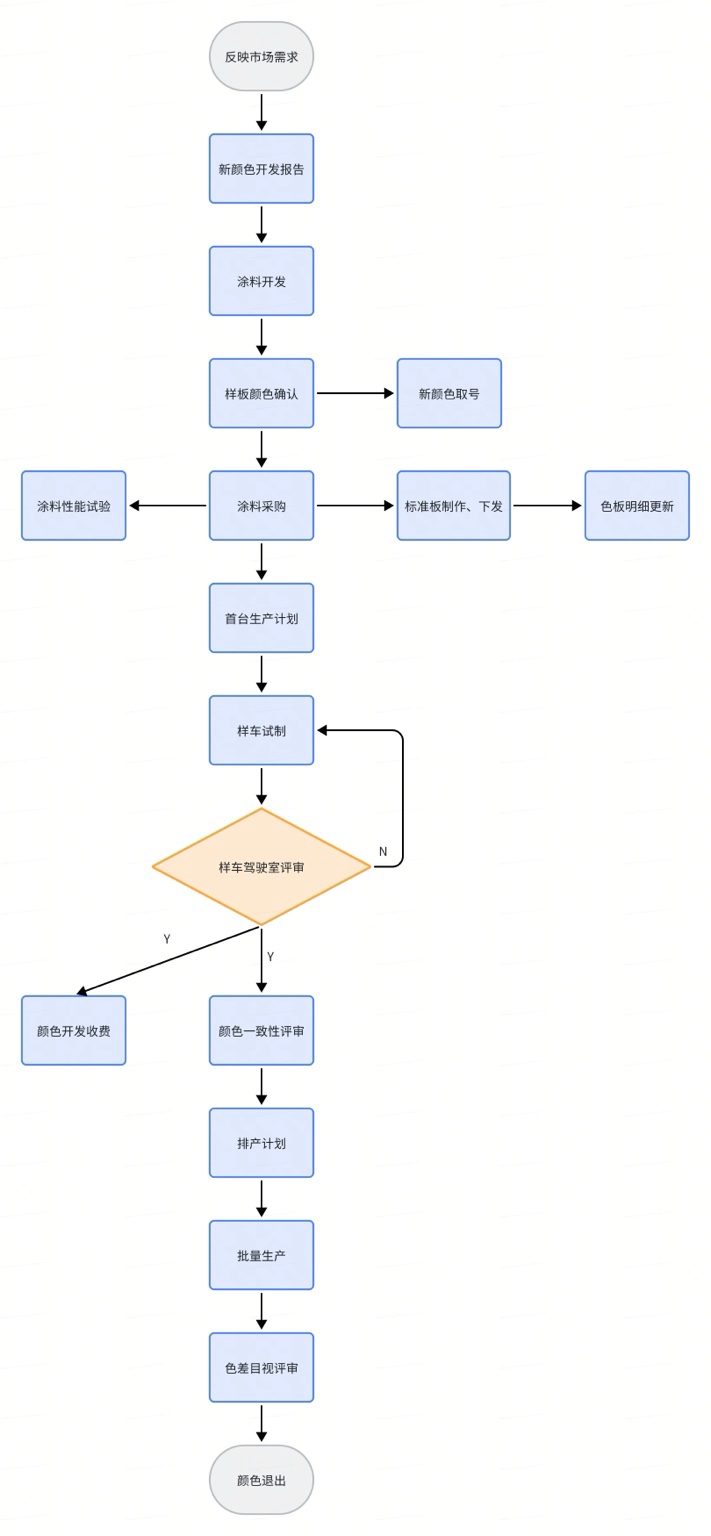 反映市场需求
新颜色开发报告
涂料开发
样板颜色确认
新颜色取号
涂料性能试验
涂料采购
标准板制作、下发
色板明细更新
首台生产计划
样车试制
N
样车驾驶室评审
Y
Y
颜色开发收费
颜色一致性评审
排产计划
批量生产
色差目视评审
颜色退出